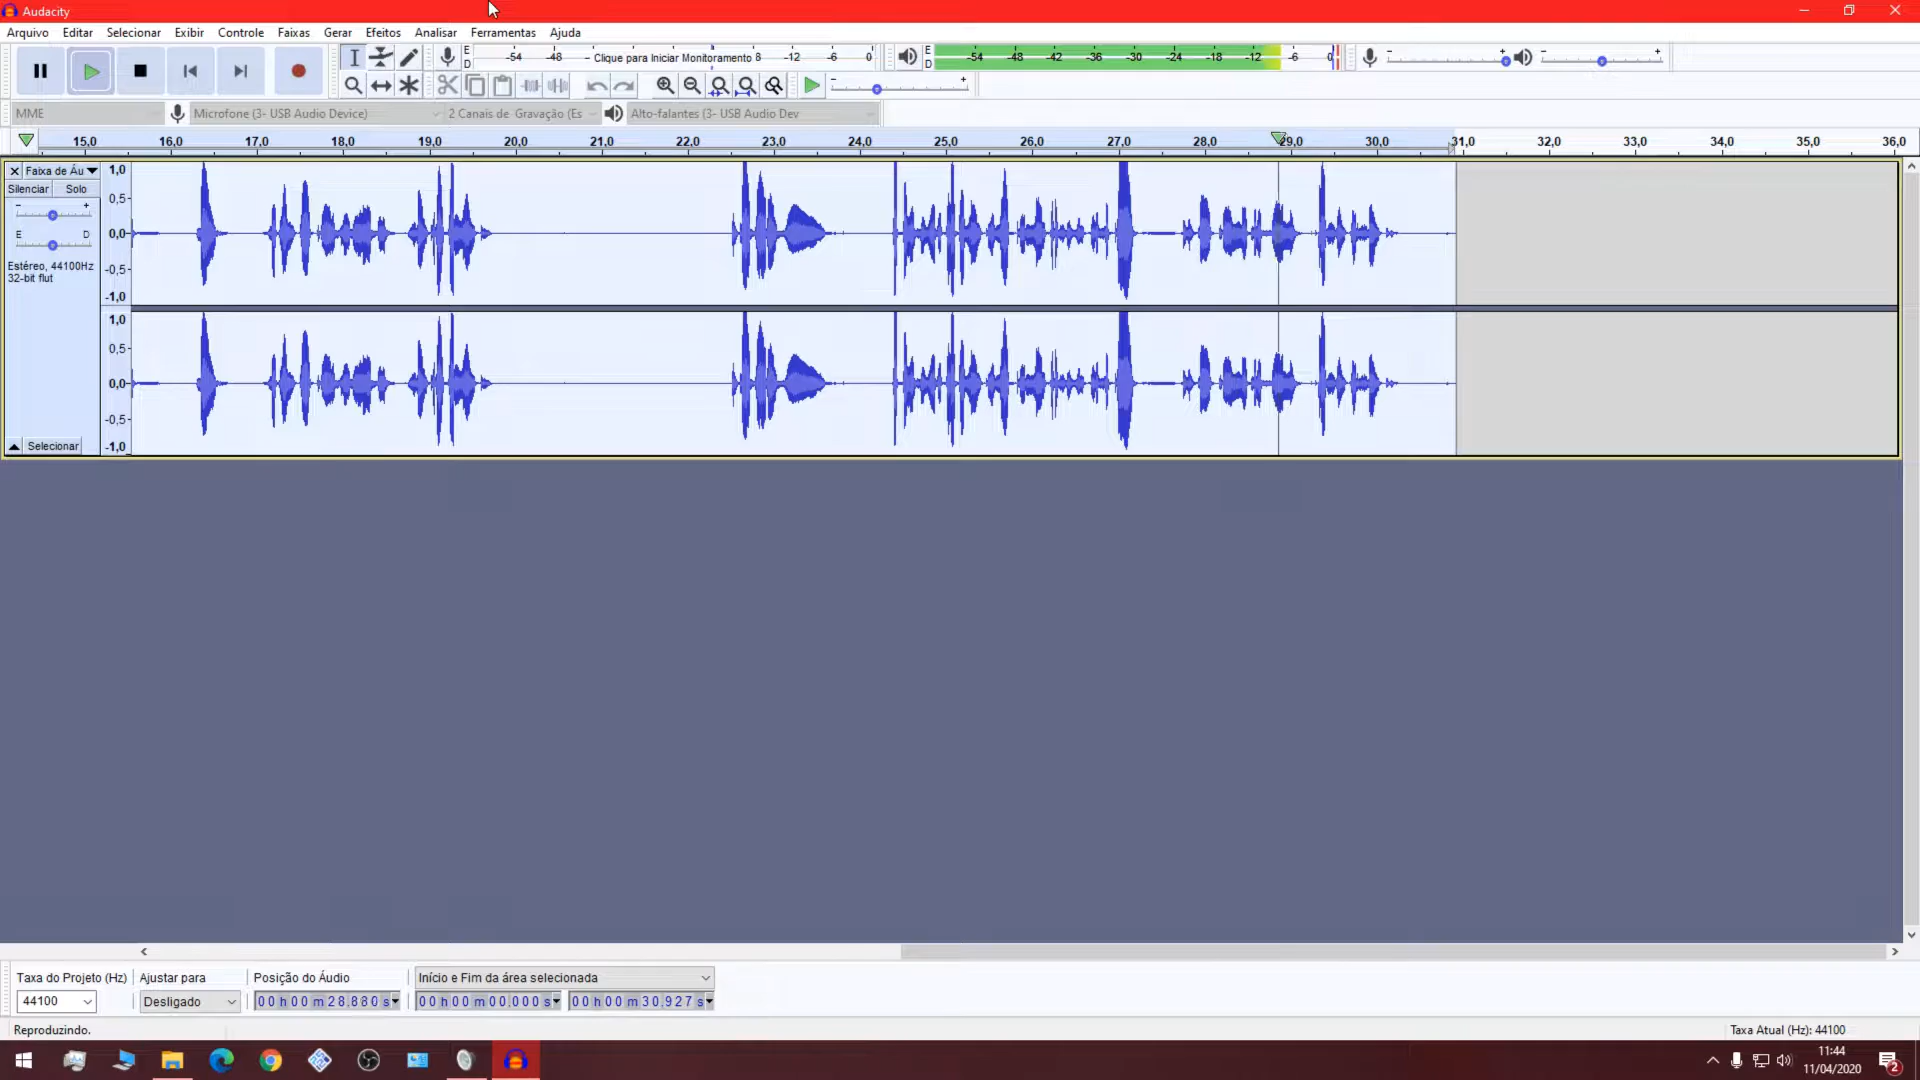 Audacity
Arquivo Editar Selecionar Exibir Controle Faixas Gerar Efeitos Analisar Ferramentas Ajuda
E D -54 -48 - Clique para Iniciar Monitoramento 8 -12 -6 0 E D -54 -48 -42 -36 -30 -24 -18 -12 -6 0 - + - +
- +
MME Microfone (3- USB Audio Device) 2 Canais de Gravação (Es Alto-falantes (3- USB Audio Dev
15,0 16,0 17,0 18,0 19,0 20,0 21,0 22,0 23,0 24,0 25,0 26,0 27,0 28,0 29,0 30,0 31,0 32,0 33,0 34,0 35,0 36,0
Faixa de Áu 1,0
Silenciar Solo 0,5
- +
E D 0,0
Estéreo, 44100Hz -0,5
32-bit flut
-1,0
1,0
0,5
0,0
-0,5
Selecionar -1,0
Taxa do Projeto (Hz) Ajustar para Posição do Áudio Início e Fim da área selecionada
44100 Desligado 00 h 00 m 28.880 s 00 h 00 m 00.000 s 00 h 00 m 30.927 s
Reproduzindo. Taxa Atual (Hz): 44100
11:44
11/04/2020 2